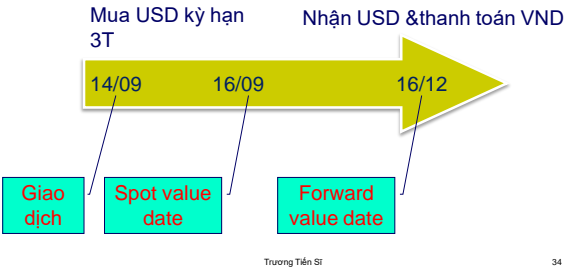 Mua USD kỳ hạn
3T
Nhận USD &thanh toán VND
14/09
16/09
16/12
Giao
dịch
Spot value
date
Forward
value date
Trương Tiến Sĩ
34